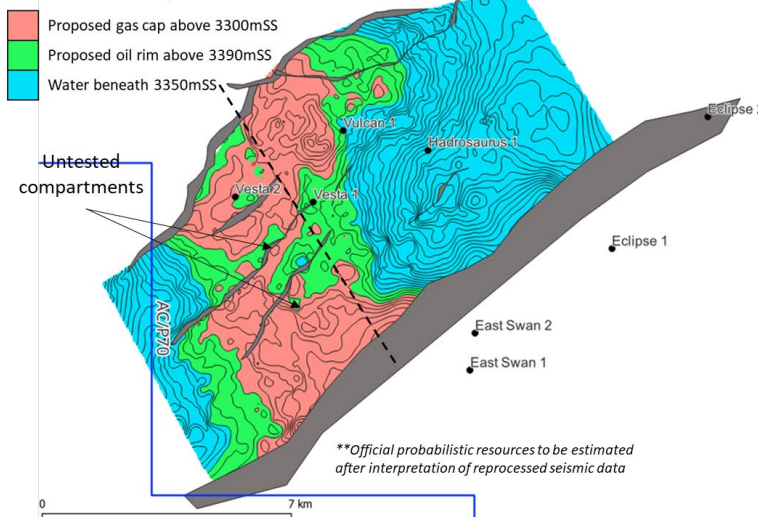 Proposed gas cap above 3300mSS
Proposed oil rim above 3390mSS
Water beneath 3350mSS
Eclipse
Vulcan 1
Hadrosaurus 1
Untested
compartments
Vesta 2
Vesta 1
Eclipse 1
AC/P70
East Swan 2
East Swan 1
**Official probabilistic resources to be estimated
after interpretation of reprocessed seismic data
0
7 km